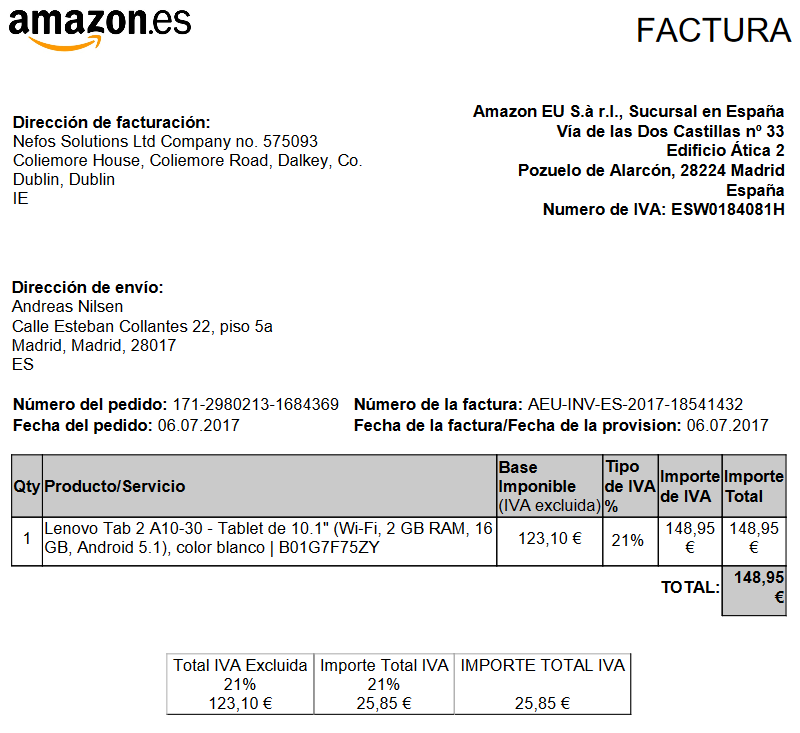 amazon.es
FACTURA
Dirección de facturación:
Nefos Solutions Ltd Company no. 575093
Coliemore House, Coliemore Road, Dalkey, Co.
Dublin, Dublin
IE
Amazon EU S.à r.l., Sucursal en España
Vía de las Dos Castillas nº 33
Edificio Ática 2
Pozuelo de Alarcón, 28224 Madrid
España
Numero de IVA: ESW0184081H
Dirección de envío:
Andreas Nilsen
Calle Esteban Collantes 22, piso 5a
Madrid, Madrid, 28017
ES
Número del pedido: 171-2980213-1684369 Número de la factura: AEU-INV-ES-2017-18541432
Fecha del pedido: 06.07.2017 Fecha de la factura/Fecha de la provision: 06.07.2017
Qty Producto/Servicio Base Imponible (IVA excluida) Tipo de IVA % Importe de IVA Importe Total
1 Lenovo Tab 2 A10-30 - Tablet de 10.1" (Wi-Fi, 2 GB RAM, 16 123,10 € 21% 148,95 € 148,95 €
GB, Android 5.1), color blanco | B01G7F75ZY
TOTAL: 148,95 €
Total IVA Excluida Importe Total IVA IMPORTE TOTAL IVA
21% 21%
123,10 € 25,85 € 25,85 €